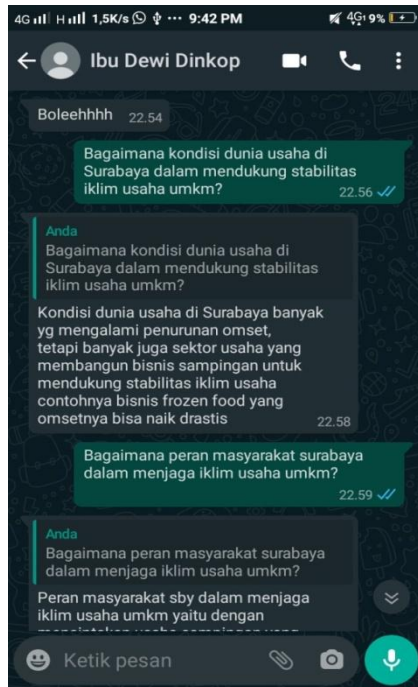 4G H 1,5K/s ... 9:42 PM 4G 9%
Ibu Dewi Dinkop
Boleehhhh 22.54
Bagaimana kondisi dunia usaha di
Surabaya dalam mendukung stabilitas
iklim usaha umkm?
22.56
Anda
Bagaimana kondisi dunia usaha di
Surabaya dalam mendukung stabilitas
iklim usaha umkm?
Kondisi dunia usaha di Surabaya banyak
yg mengalami penurunan omset,
tetapi banyak juga sektor usaha yang
membangun bisnis sampingan untuk
mendukung stabilitas iklim usaha
contohnya bisnis frozen food yang
omsetnya bisa naik drastis 22.58
Bagaimana peran masyarakat surabaya
dalam menjaga iklim usaha umkm?
22.59
Anda
Bagaimana peran masyarakat surabaya
dalam menjaga iklim usaha umkm?
Peran masyarakat sby dalam menjaga
iklim usaha umkm yaitu dengan
Ketik pesan